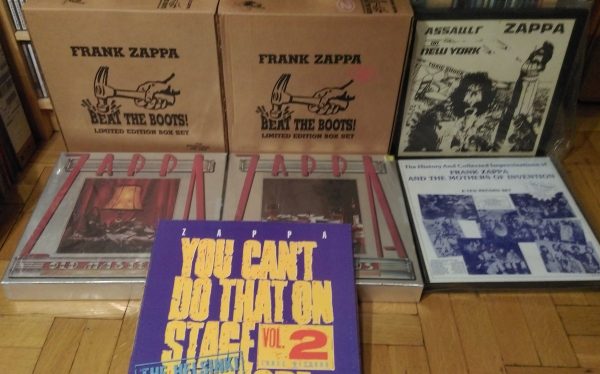 FRANK ZAPPA
BEAT THE BOOTS!
LIMITED EDITION BOX SET
FRANK ZAPPA
BEAT THE BOOTS!
LIMITED EDITION BOX SET
ASSAULT ZAPPA
ON
NEW YORK
ZAPPA
ZAPPA
The History And Collected Improvisations of
FRANK ZAPPA
AND THE MOTHERS OF INVENTION
ZAPPA
YOU CAN'T
DO THAT ON
STAGE
VOL.
2
THE HELSINKI